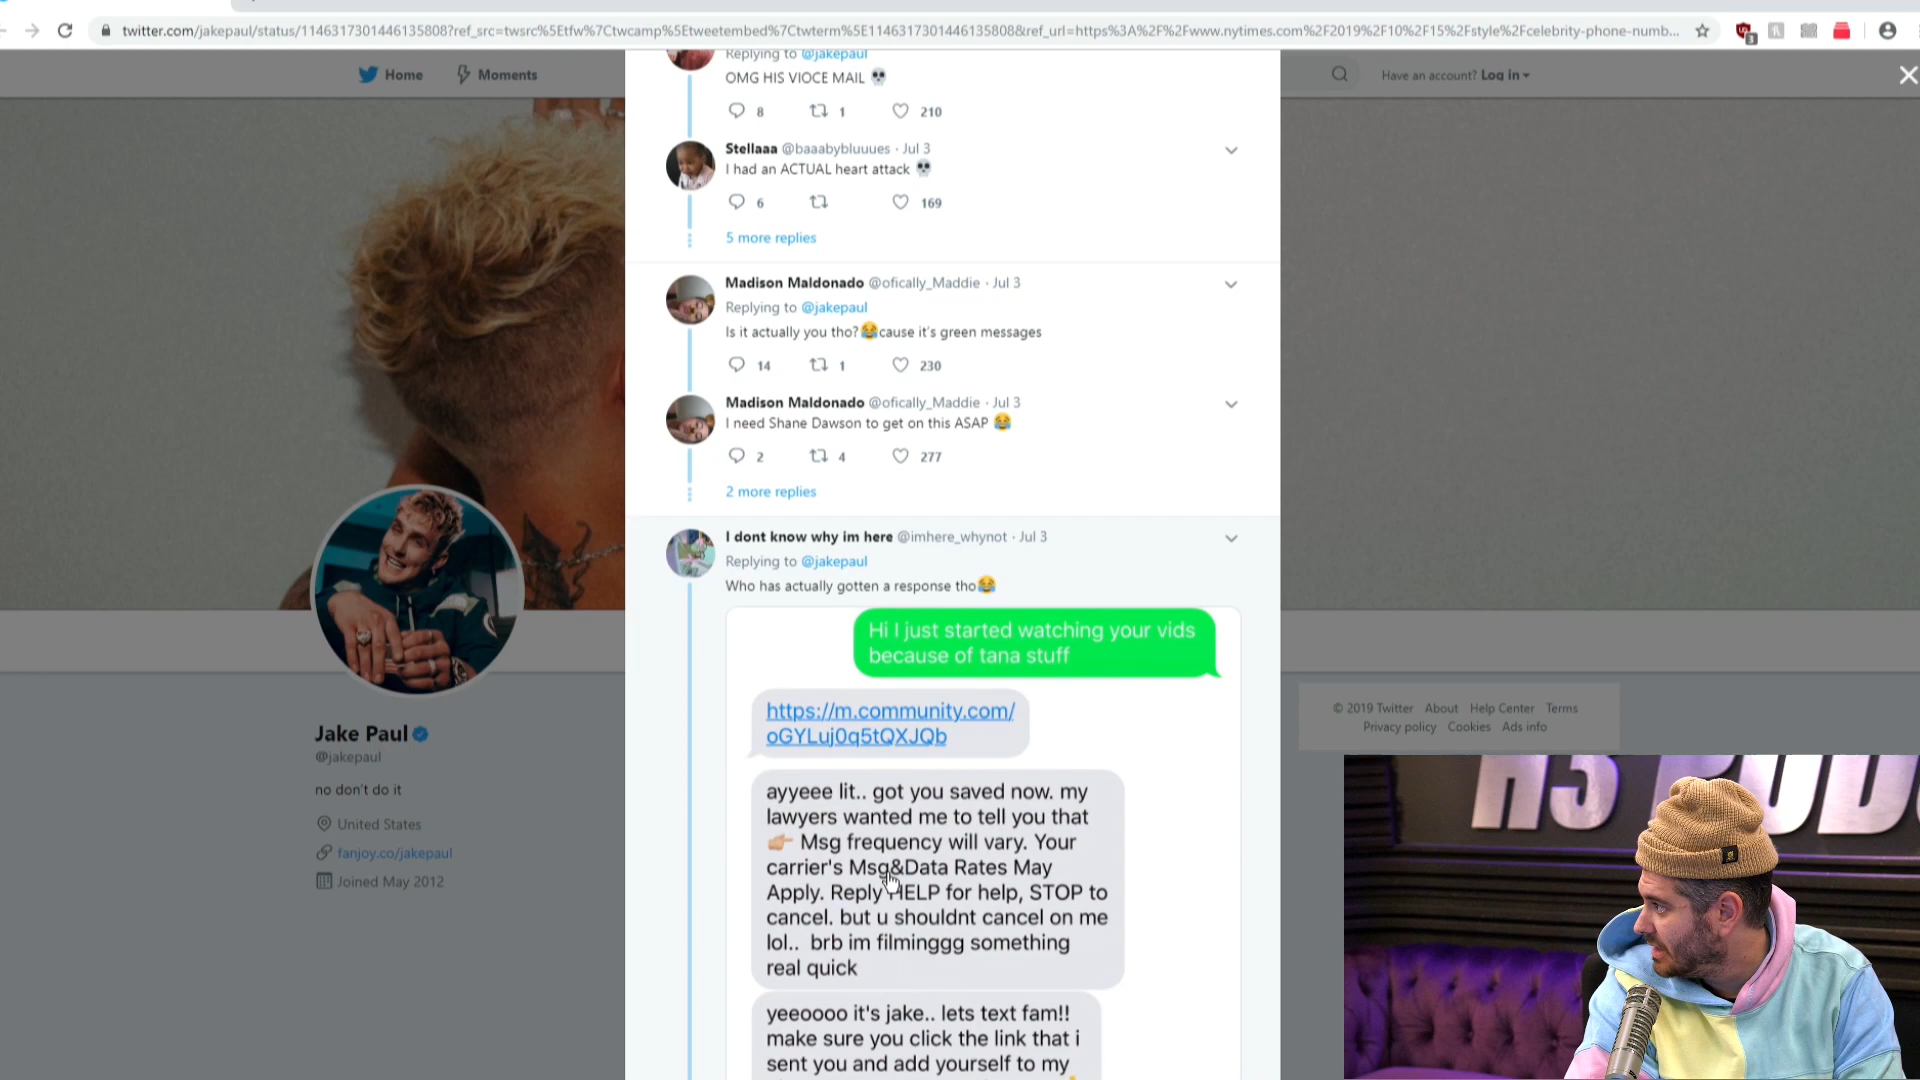 twitter.com/jakepaul/status/1146317301446135808?ref_src=twsrc%5Etfw%7Ctwcamp%5Etweetembed%7Ctwterm%5E1146317301446135808&ref_url=https%3A%2F%2Fwww.nytimes.com%2F2019%2F10%2F15%2Fstyle%2Fcelebrity-phone-numb...
3
Home Moments
Have an account? Log in
Replying to @jakepaul
OMG HIS VIOCE MAIL 💀
8 1 210
Stellaaa @baaabybluuues · Jul 3
I had an ACTUAL heart attack 💀
6 169
5 more replies
Madison Maldonado @ofically_Maddie · Jul 3
Replying to @jakepaul
Is it actually you tho?😂cause it's green messages
14 1 230
Madison Maldonado @ofically_Maddie · Jul 3
I need Shane Dawson to get on this ASAP 😂
2 4 277
2 more replies
I dont know why im here @imhere_whynot · Jul 3
Replying to @jakepaul
Who has actually gotten a response tho😂
Hi I just started watching your vids
because of tana stuff
https://m.community.com/
oGYLuj0q5tQXJQb
ayyeee lit.. got you saved now. my
lawyers wanted me to tell you that
👉🏼 Msg frequency will vary. Your
carrier's Msg&Data Rates May
Apply. Reply HELP for help, STOP to
cancel. but u shouldnt cancel on me
lol.. brb im filminggg something
real quick
yeeoooo it's jake.. lets text fam!!
make sure you click the link that i
sent you and add yourself to my
Jake Paul
@jakepaul
no don't do it
United States
fanjoy.co/jakepaul
Joined May 2012
© 2019 Twitter About Help Center Terms
Privacy policy Cookies Ads info
H3 POD